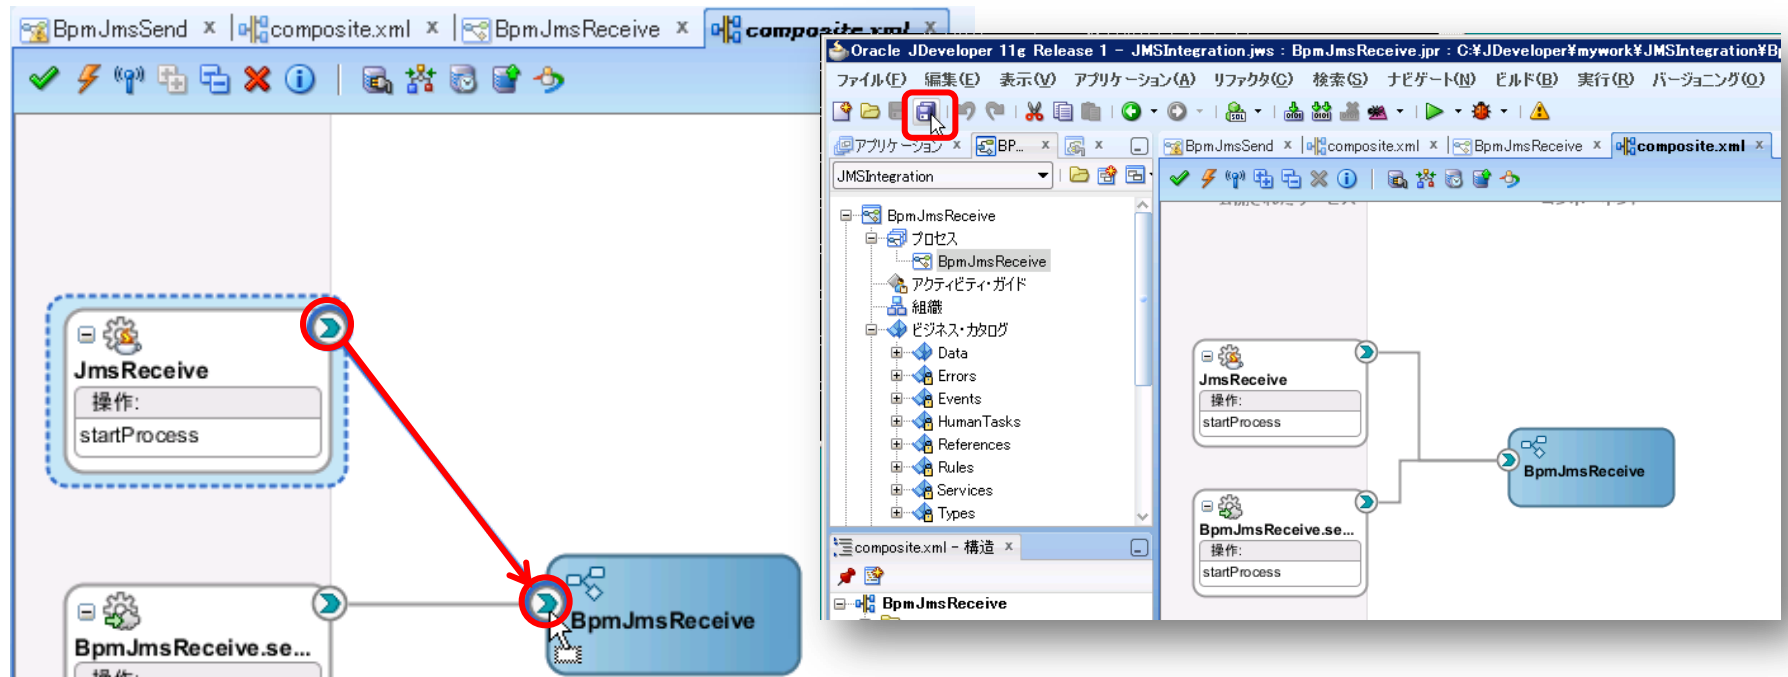 BpmJmsSend x composite.xml x BpmJmsReceive x composite.xml x
JmsReceive
操作:
startProcess
BpmJmsReceive.se...
操作:
BpmJmsReceive
Oracle JDeveloper 11g Release 1 - JMSIntegration.jws : BpmJmsReceive.jpr : C:¥JDeveloper¥mywork¥JMSIntegration¥B
ファイル(F) 編集(E) 表示(V) アプリケーション(A) リファクタ(C) 検索(S) ナビゲート(N) ビルド(B) 実行(R) バージョニング(O)
アプリケーション x BP... x x
BpmJmsSend x composite.xml x BpmJmsReceive x composite.xml x
JMSIntegration
BpmJmsReceive
プロセス
BpmJmsReceive
アクティビティ・ガイド
組織
ビジネス・カタログ
Data
Errors
Events
HumanTasks
References
Rules
Services
Types
composite.xml - 構造 x
BpmJmsReceive
JmsReceive
操作:
startProcess
BpmJmsReceive.se...
操作:
startProcess
BpmJmsReceive